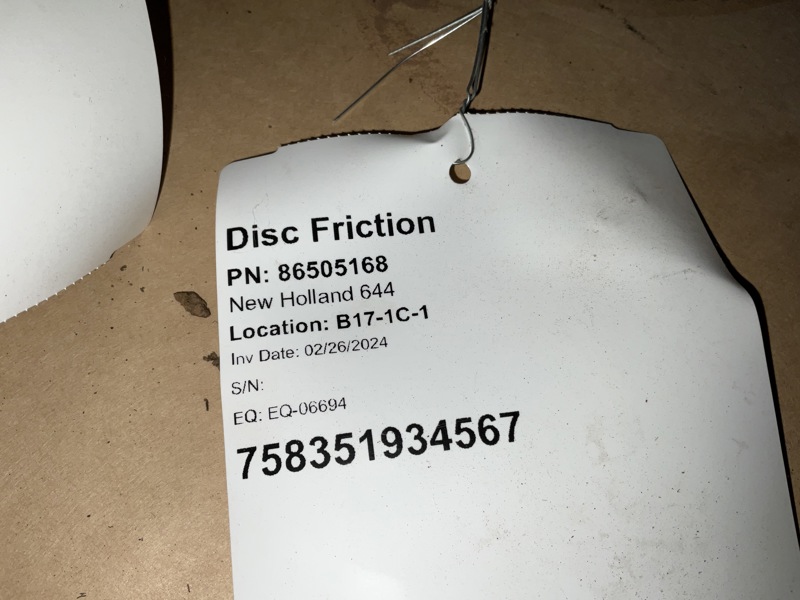 Disc Friction
PN: 86505168
New Holland 644
Location: B17-1C-1
Inv Date: 02/26/2024
S/N:
EQ: EQ-06694
758351934567